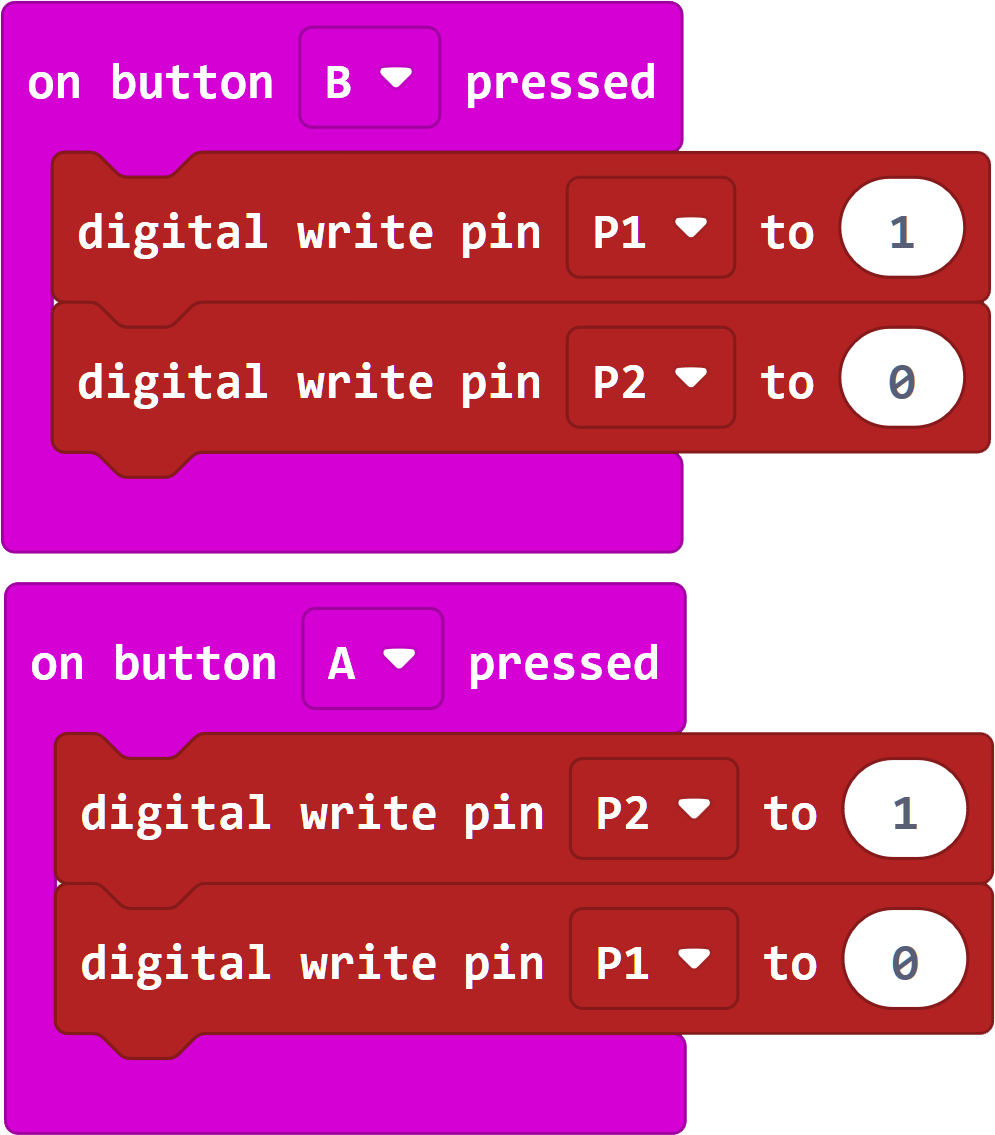 on button B pressed
digital write pin P1 to 1
digital write pin P2 to 0
on button A pressed
digital write pin P2 to 1
digital write pin P1 to 0